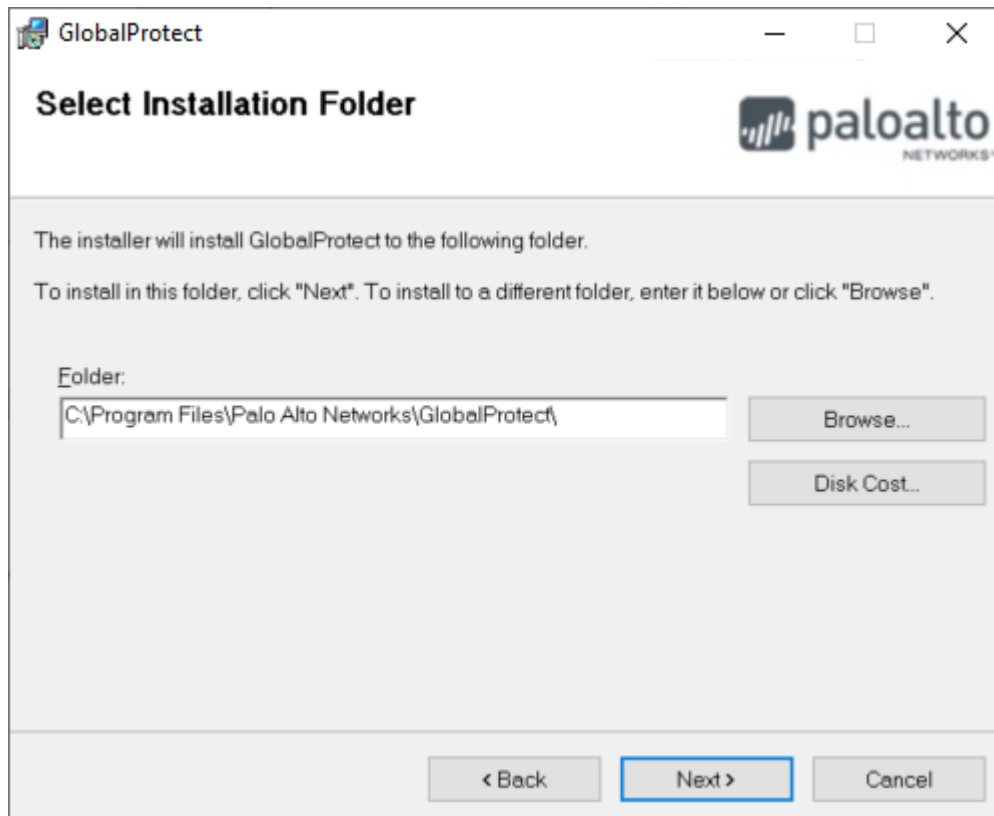 GlobalProtect
Select Installation Folder
paloalto
NETWORKS
The installer will install GlobalProtect to the following folder.
To install in this folder, click "Next". To install to a different folder, enter it below or click "Browse".
Folder:
C:\Program Files\Palo Alto Networks\GlobalProtect\
Browse...
Disk Cost...
< Back
Next >
Cancel